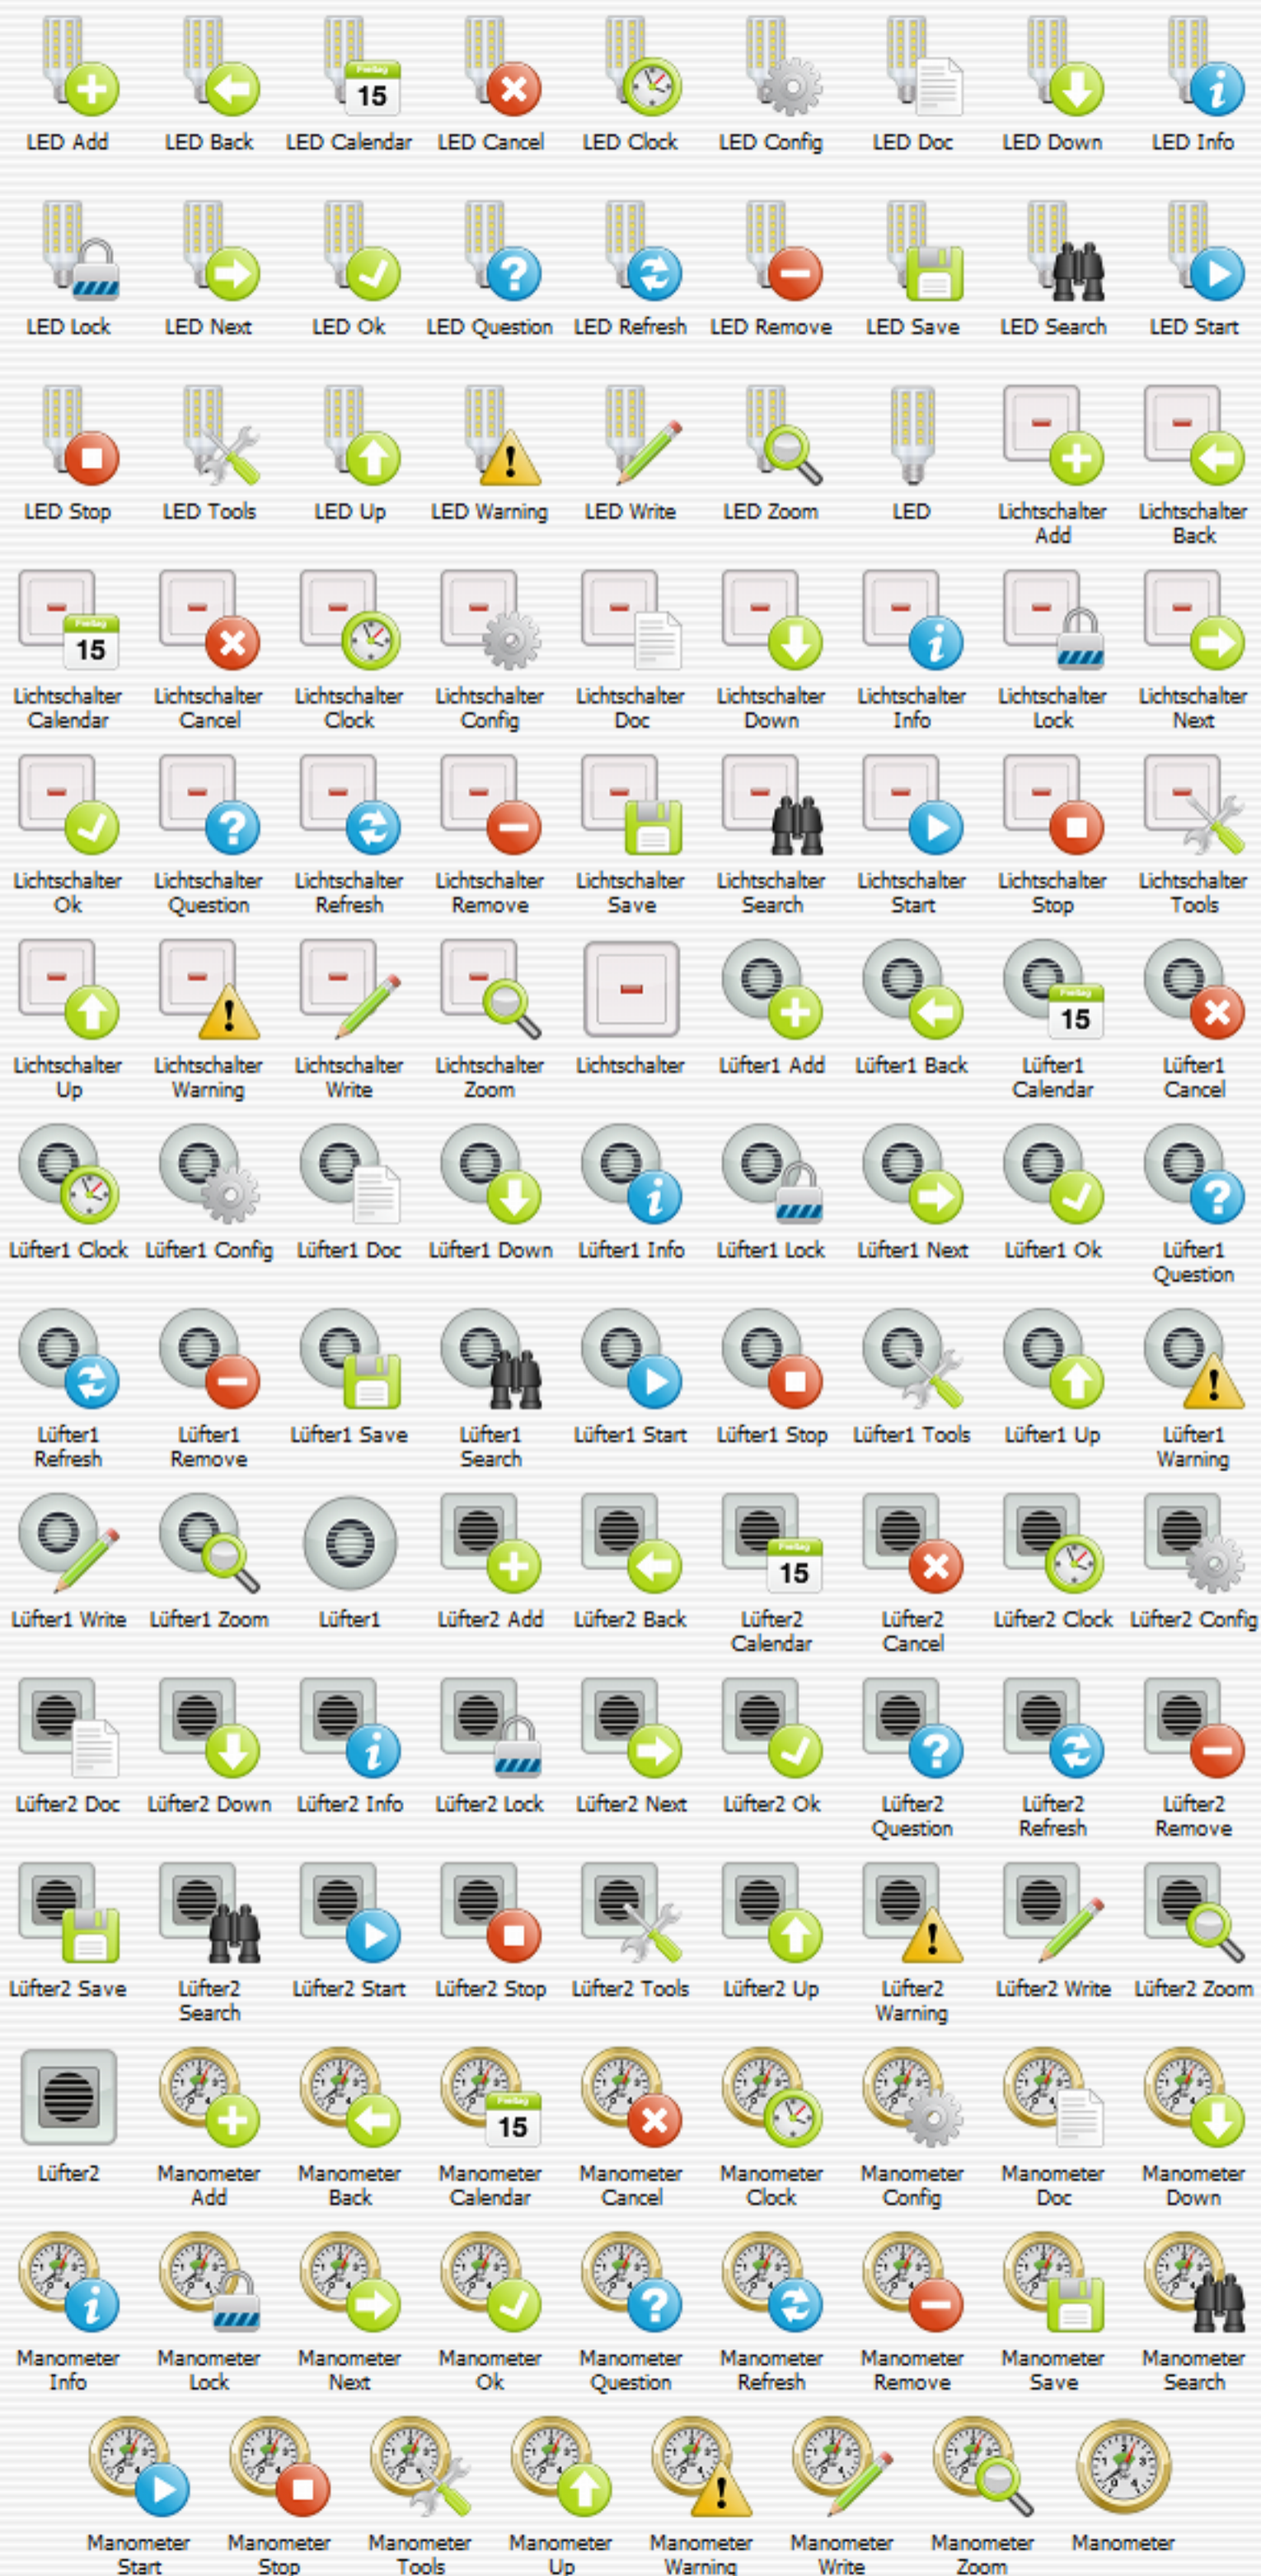 LED Add LED Back LED Calendar LED Cancel LED Clock LED Config LED Doc LED Down LED Info
LED Lock LED Next LED Ok LED Question LED Refresh LED Remove LED Save LED Search LED Start
LED Stop LED Tools LED Up LED Warning LED Write LED Zoom LED Lichtschalter Add Lichtschalter Back
Lichtschalter Calendar Lichtschalter Cancel Lichtschalter Clock Lichtschalter Config Lichtschalter Doc Lichtschalter Down Lichtschalter Info Lichtschalter Lock Lichtschalter Next
Lichtschalter Ok Lichtschalter Question Lichtschalter Refresh Lichtschalter Remove Lichtschalter Save Lichtschalter Search Lichtschalter Start Lichtschalter Stop Lichtschalter Tools
Lichtschalter Up Lichtschalter Warning Lichtschalter Write Lichtschalter Zoom Lichtschalter Lüfter1 Add Lüfter1 Back Lüfter1 Calendar Lüfter1 Cancel
Lüfter1 Clock Lüfter1 Config Lüfter1 Doc Lüfter1 Down Lüfter1 Info Lüfter1 Lock Lüfter1 Next Lüfter1 Ok Lüfter1 Question
Lüfter1 Refresh Lüfter1 Remove Lüfter1 Save Lüfter1 Search Lüfter1 Start Lüfter1 Stop Lüfter1 Tools Lüfter1 Up Lüfter1 Warning
Lüfter1 Write Lüfter1 Zoom Lüfter1 Lüfter2 Add Lüfter2 Back Lüfter2 Calendar Lüfter2 Cancel Lüfter2 Clock Lüfter2 Config
Lüfter2 Doc Lüfter2 Down Lüfter2 Info Lüfter2 Lock Lüfter2 Next Lüfter2 Ok Lüfter2 Question Lüfter2 Refresh Lüfter2 Remove
Lüfter2 Save Lüfter2 Search Lüfter2 Start Lüfter2 Stop Lüfter2 Tools Lüfter2 Up Lüfter2 Warning Lüfter2 Write Lüfter2 Zoom
Lüfter2 Manometer Add Manometer Back Manometer Calendar Manometer Cancel Manometer Clock Manometer Config Manometer Doc Manometer Down
Manometer Info Manometer Lock Manometer Next Manometer Ok Manometer Question Manometer Refresh Manometer Remove Manometer Save Manometer Search
Manometer Start Manometer Stop Manometer Tools Manometer Up Manometer Warning Manometer Write Manometer Zoom Manometer